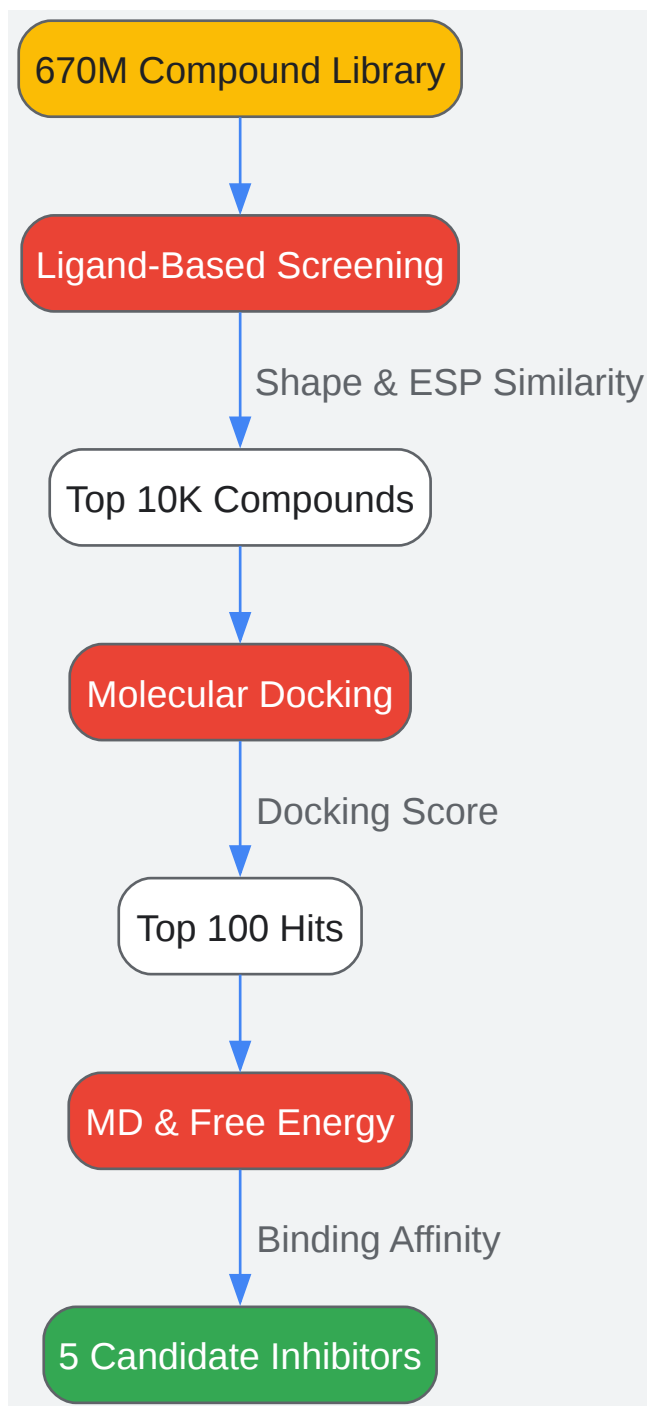 670M Compound Library
Ligand-Based Screening
Shape & ESP Similarity
Top 10K Compounds
Molecular Docking
Docking Score
Top 100 Hits
MD & Free Energy
Binding Affinity
5 Candidate Inhibitors